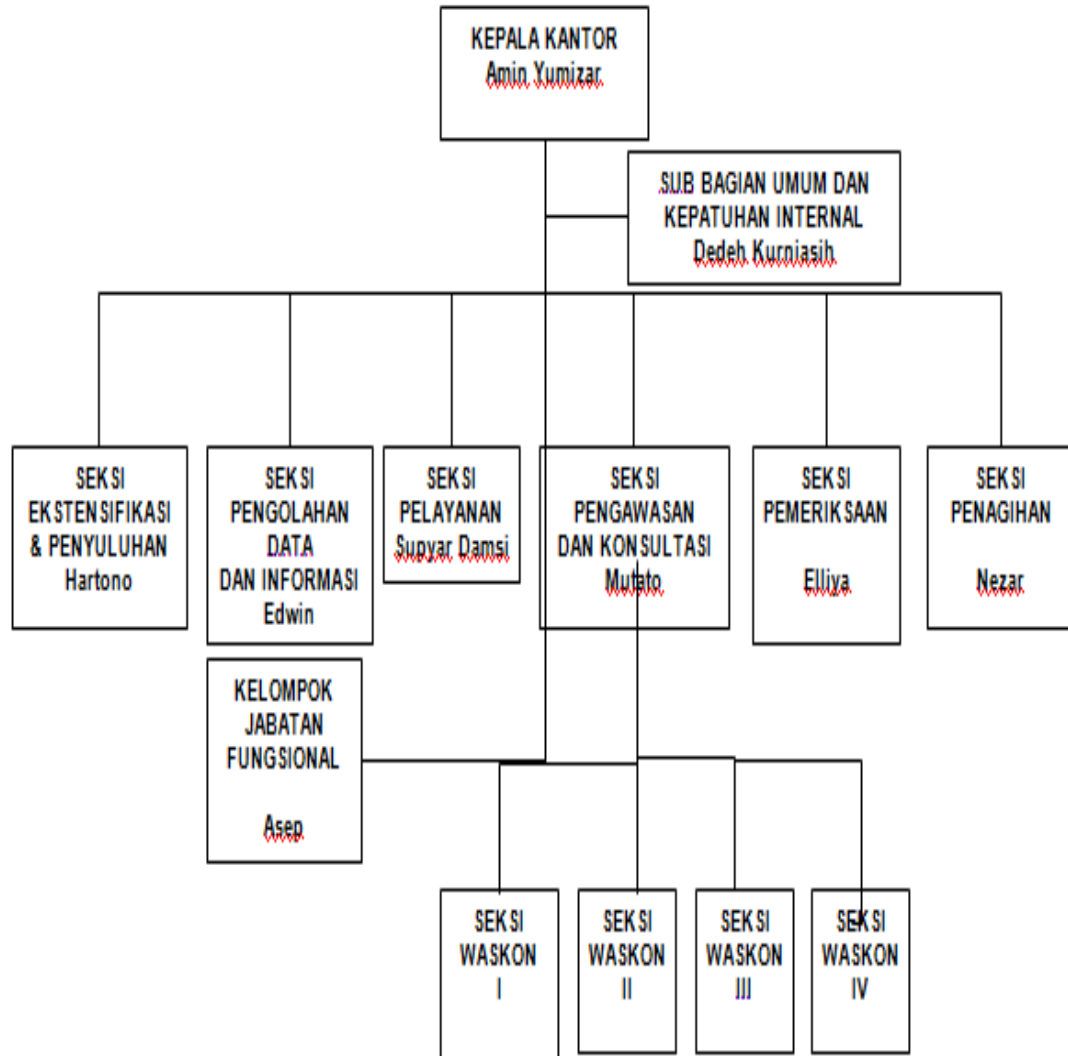 KEPALA KANTOR
Amin Yumizar
SUB BAGIAN UMUM DAN
KEPATUHAN INTERNAL
Dedeh Kurniasih
SEKSI
EKSTENSIFIKASI
& PENYULUHAN
Hartono
SEKSI
PENGOLAHAN
DATA
DAN INFORMASI
Edwin
SEKSI
PELAYANAN
Supyar Damsi
SEKSI
PENGAWASAN
DAN KONSULTASI
Mutato
SEKSI
PEMERIKSAAN
Elliya
SEKSI
PENAGIHAN
Nezar
KELOMPOK
JABATAN
FUNGSIONAL
Asep
SEKSI
WASKON
I
SEKSI
WASKON
II
SEKSI
WASKON
III
SEKSI
WASKON
IV